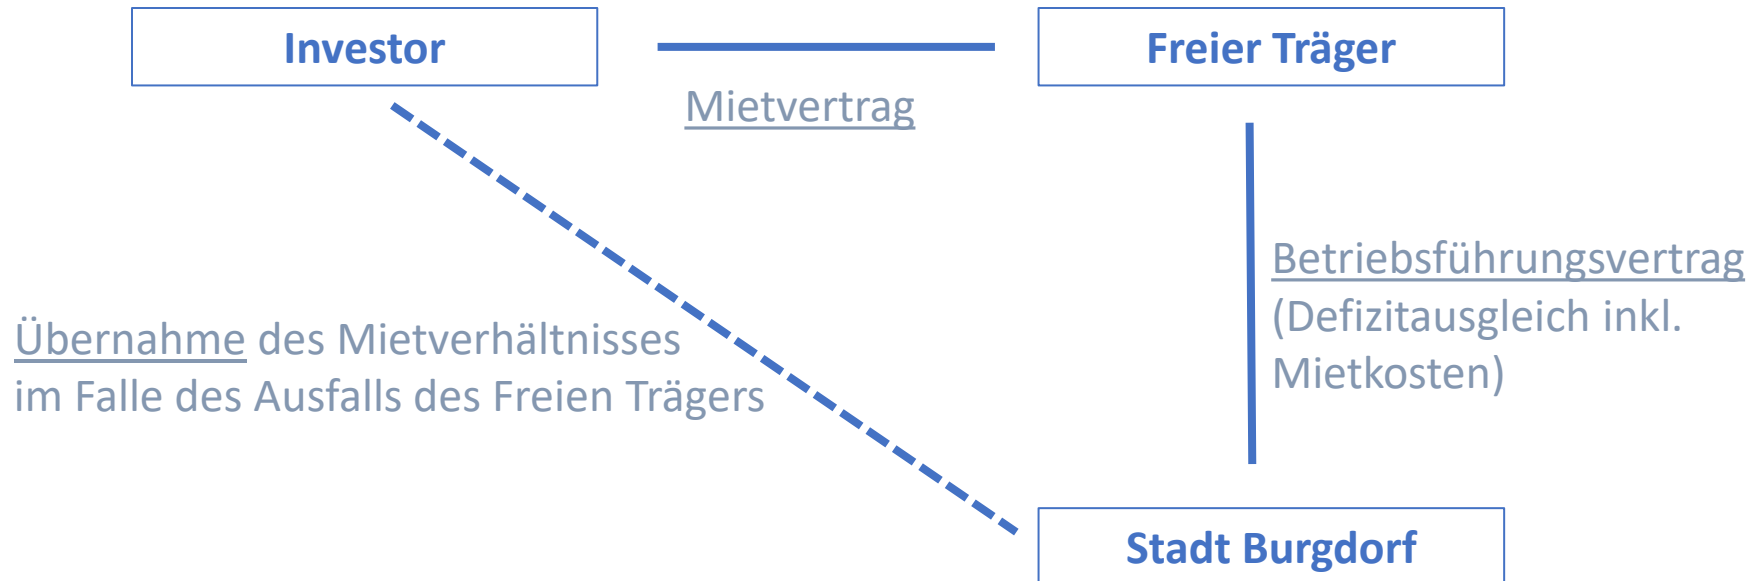 Investor
Freier Träger
Mietvertrag
Betriebsführungsvertrag
(Defizitausgleich inkl.
Mietkosten)
Übernahme des Mietverhältnisses
im Falle des Ausfalls des Freien Trägers
Stadt Burgdorf